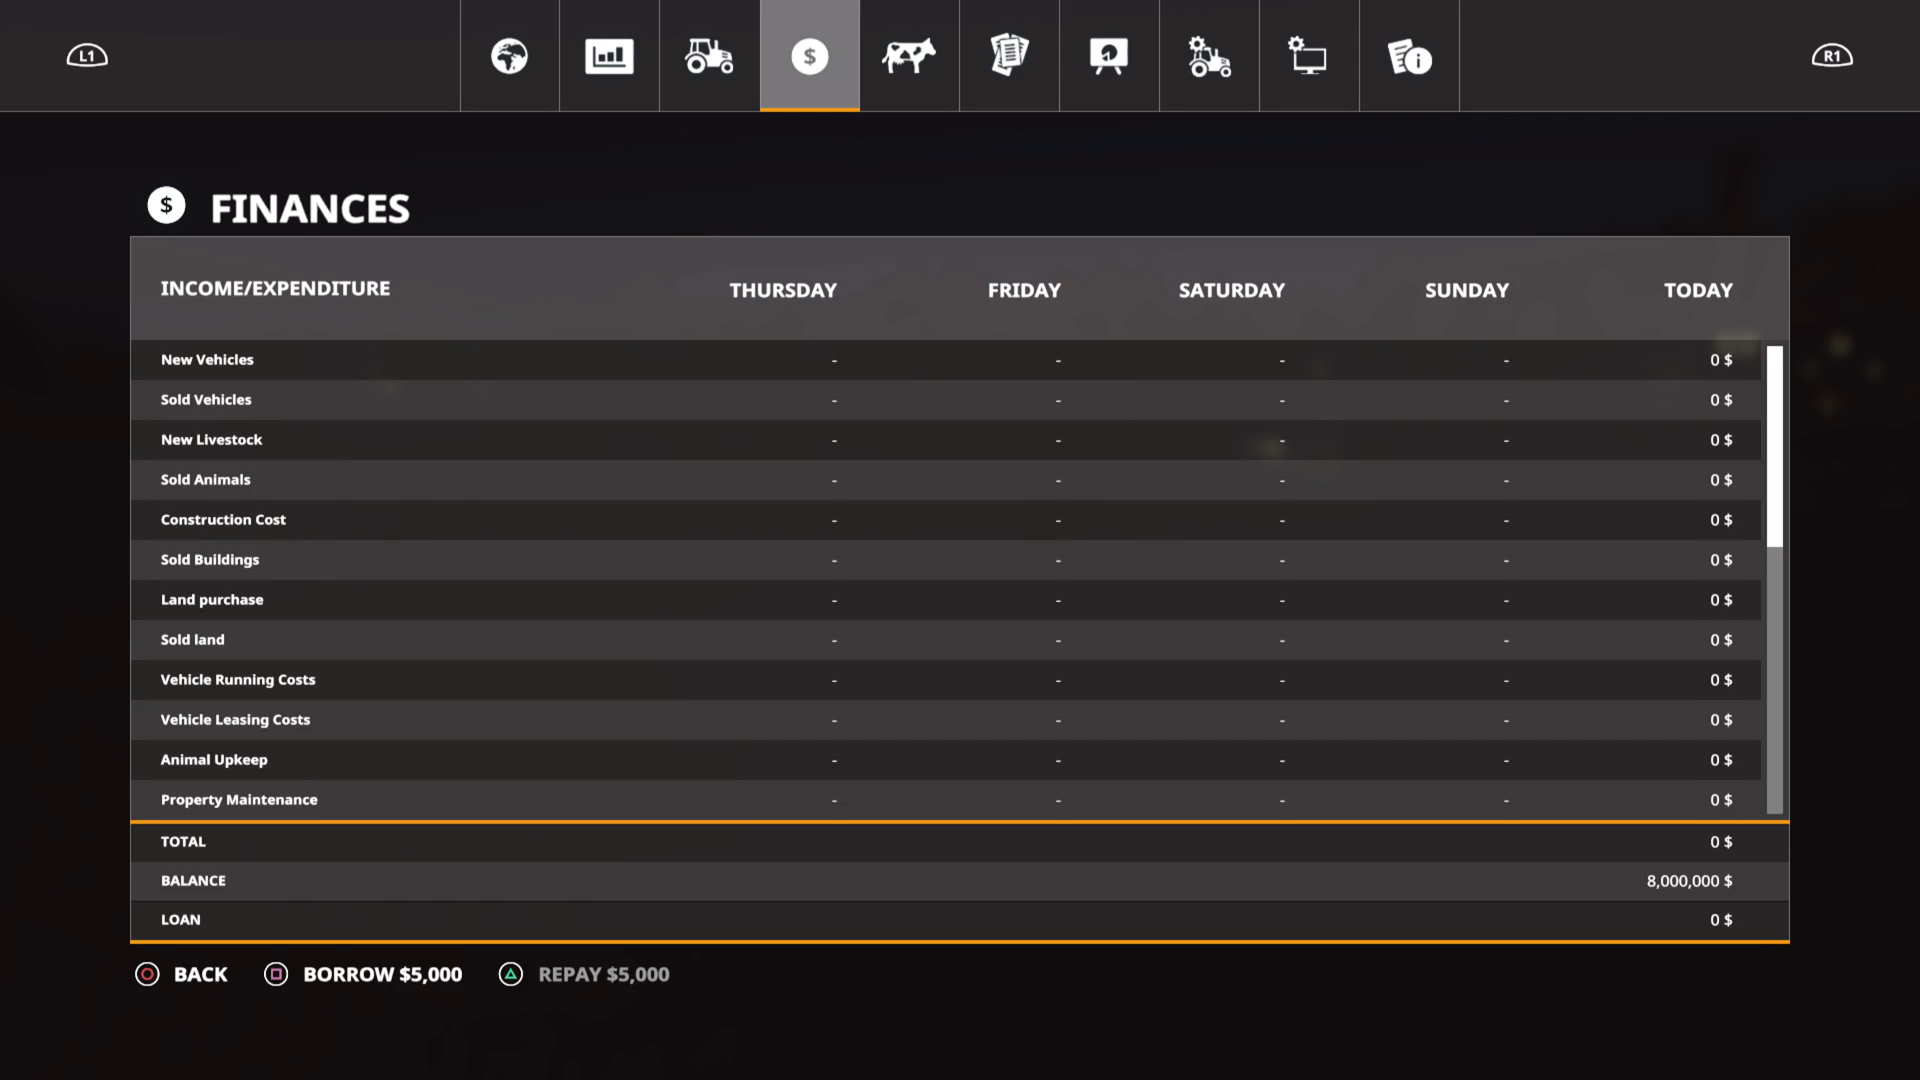 L1
$
1
i
R1
$ FINANCES
INCOME/EXPENDITURE THURSDAY FRIDAY SATURDAY SUNDAY TODAY
New Vehicles - - - - 0 $
Sold Vehicles - - - - 0 $
New Livestock - - - - 0 $
Sold Animals - - - - 0 $
Construction Cost - - - - 0 $
Sold Buildings - - - - 0 $
Land purchase - - - - 0 $
Sold land - - - - 0 $
Vehicle Running Costs - - - - 0 $
Vehicle Leasing Costs - - - - 0 $
Animal Upkeep - - - - 0 $
Property Maintenance - - - - 0 $
TOTAL 0 $
BALANCE 8,000,000 $
LOAN 0 $
BACK BORROW $5,000 REPAY $5,000